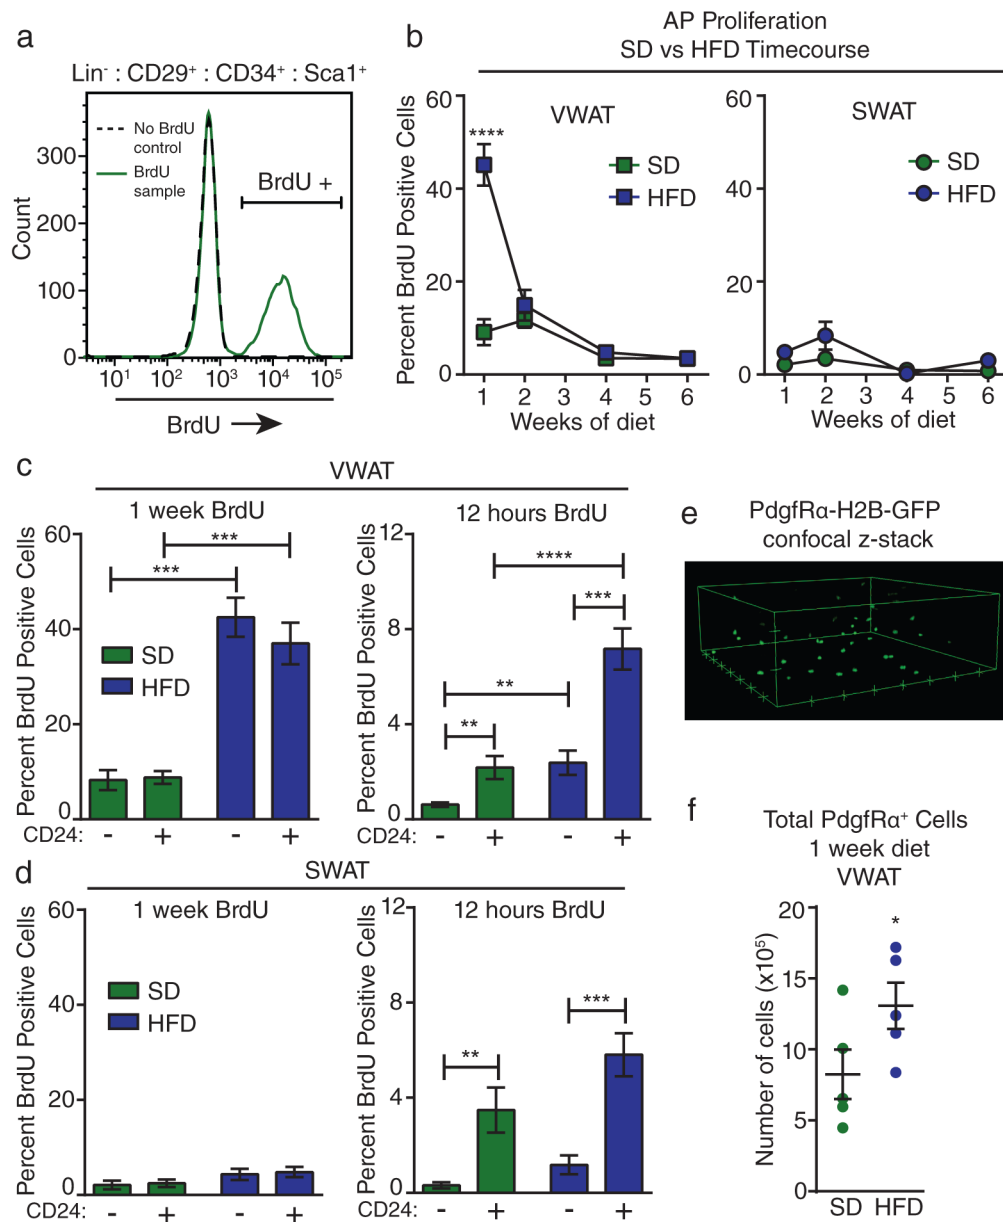 a
Lin⁻ : CD29⁺ : CD34⁺ : Sca1⁺
No BrdU
control
BrdU
sample
BrdU +
Count
300
200
100
0
10¹ 10² 10³ 10⁴ 10⁵
BrdU
b
AP Proliferation
SD vs HFD Timecourse
Percent BrdU Positive Cells
60
40
20
0
VWAT
****
SD
HFD
1 2 3 4 5 6
Weeks of diet
60
40
20
0
SWAT
SD
HFD
1 2 3 4 5 6
Weeks of diet
c
VWAT
1 week BrdU
Percent BrdU Positive Cells
60
40
20
0
***
***
SD
HFD
CD24: - + - +
12 hours BrdU
Percent BrdU Positive Cells
12
8
4
0
****
***
**
**
- + - +
d
SWAT
1 week BrdU
Percent BrdU Positive Cells
60
40
20
0
SD
HFD
CD24: - + - +
12 hours BrdU
Percent BrdU Positive Cells
12
8
4
0
***
**
- + - +
e
PdgfRα-H2B-GFP
confocal z-stack
f
Total PdgfRα⁺ Cells
1 week diet
VWAT
Number of cells (x10⁵)
20
15
10
5
0
*
SD HFD